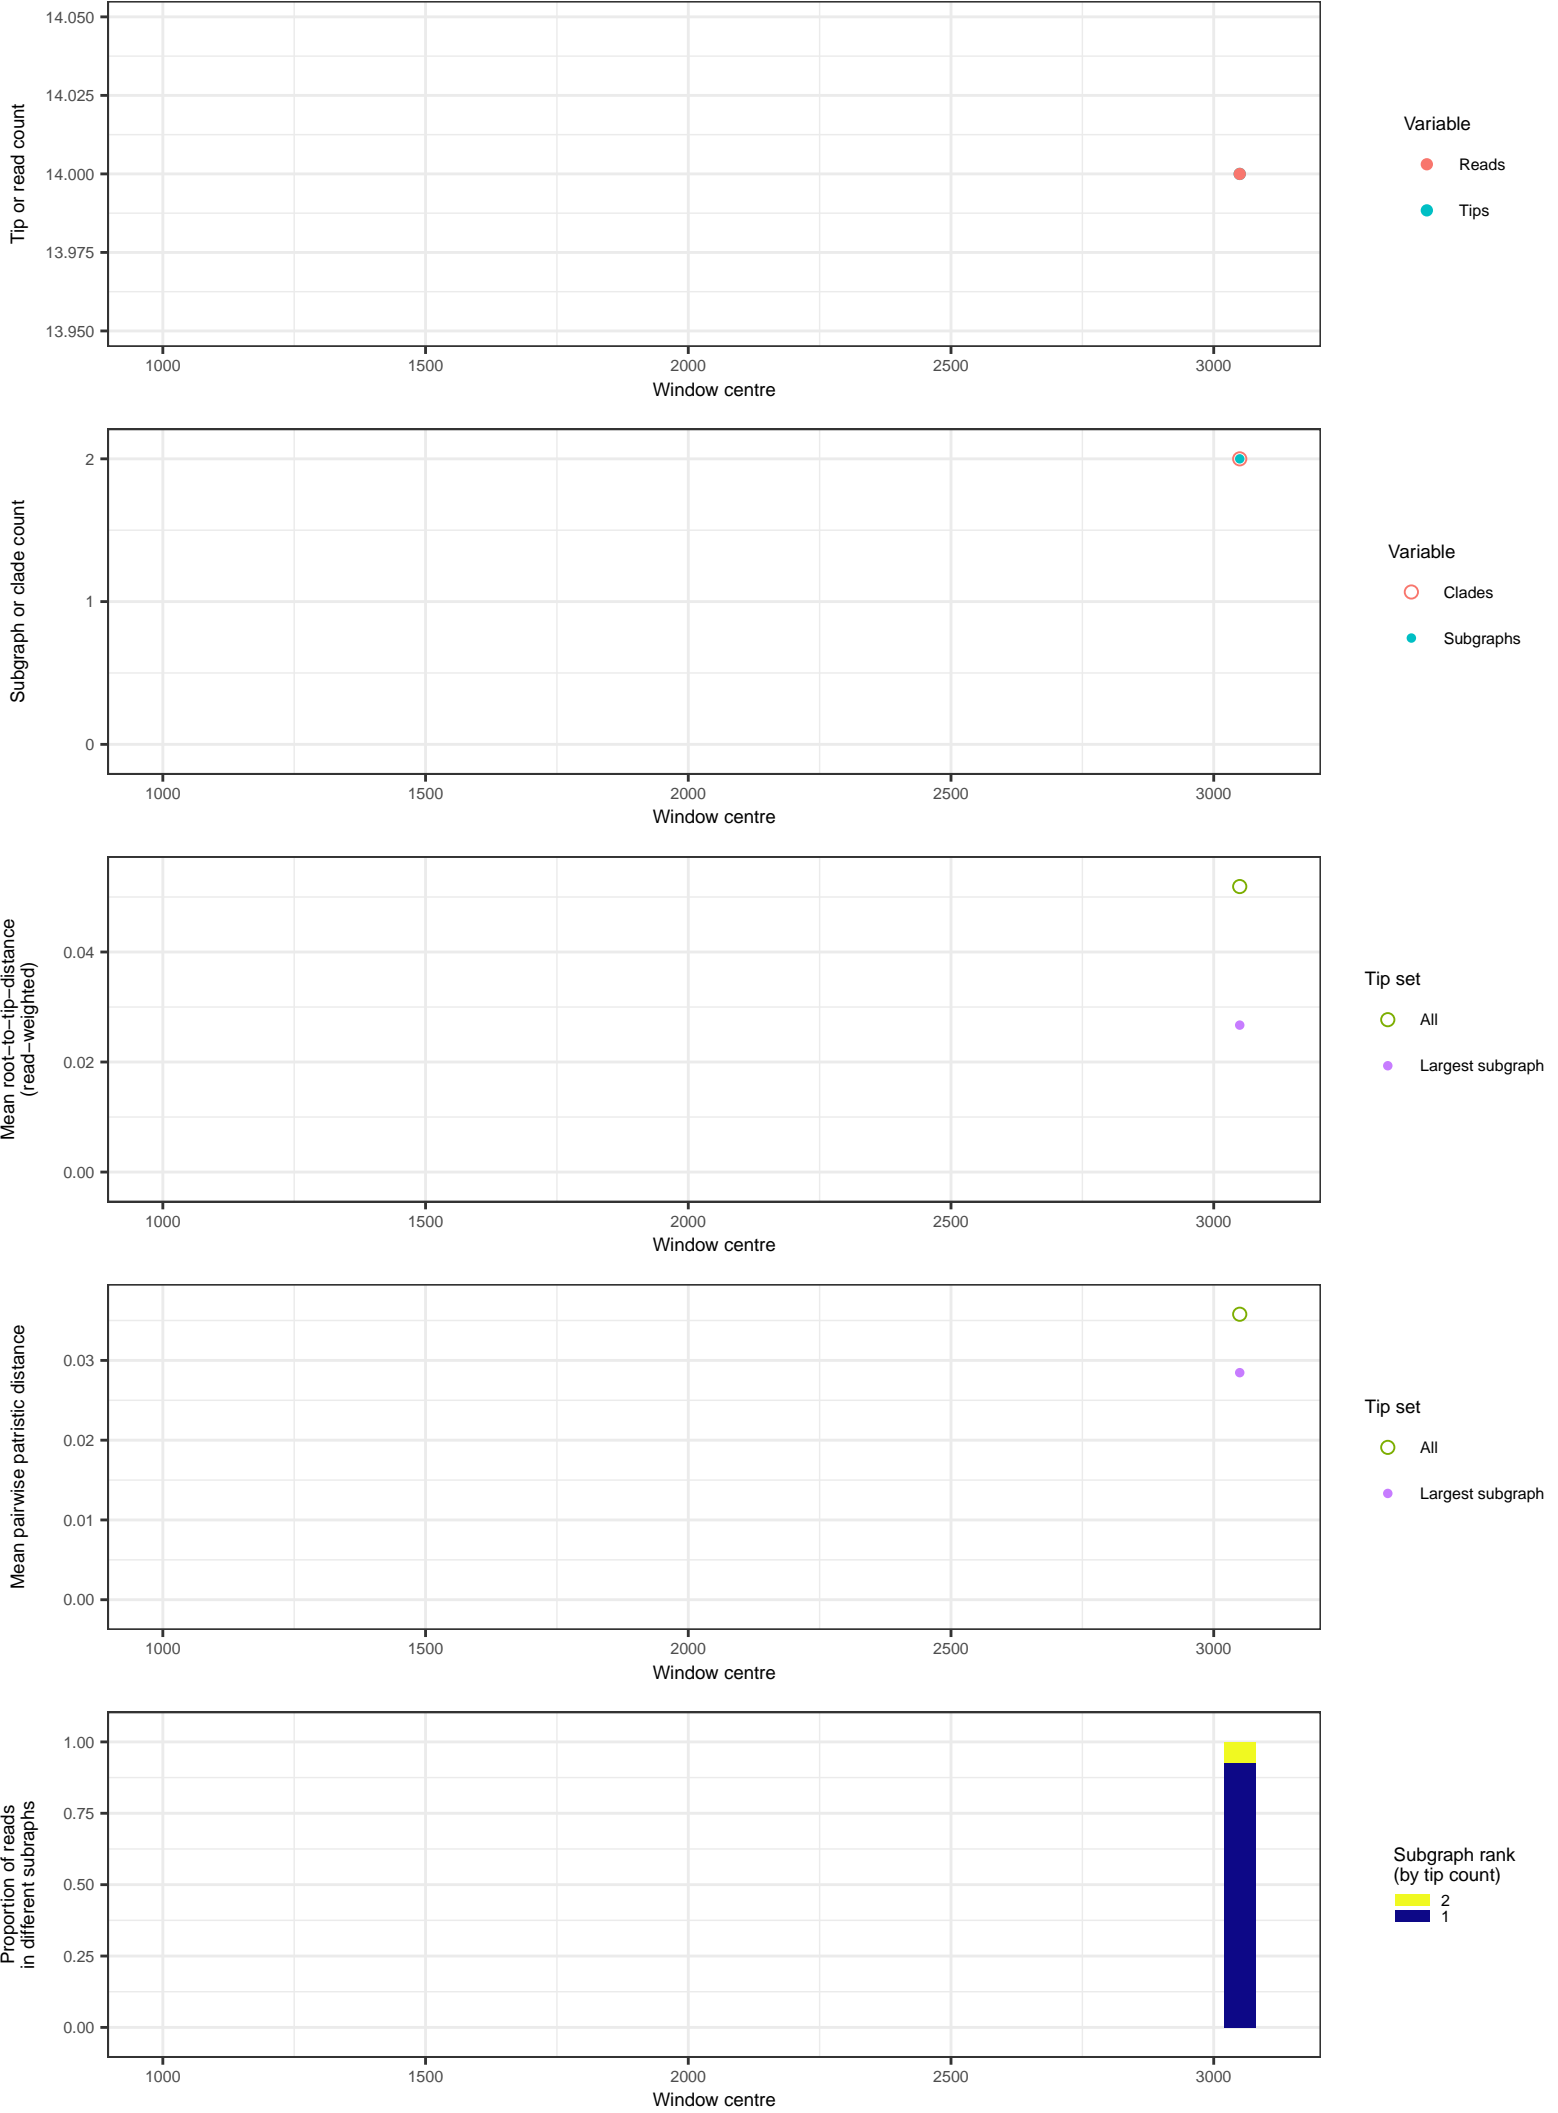 14.050
14.025
14.000
13.975
13.950
Tip or read count
1000 1500 2000 2500 3000
Window centre
Variable
Reads
Tips
2
1
0
Subgraph or clade count
1000 1500 2000 2500 3000
Window centre
Variable
Clades
Subgraphs
0.04
0.02
0.00
Mean root−to−tip−distance
(read−weighted)
1000 1500 2000 2500 3000
Window centre
Tip set
All
Largest subgraph
0.03
0.02
0.01
0.00
Mean pairwise patristic distance
1000 1500 2000 2500 3000
Window centre
Tip set
All
Largest subgraph
1.00
0.75
0.50
0.25
0.00
Proportion of reads
in different subraphs
1000 1500 2000 2500 3000
Window centre
Subgraph rank
(by tip count)
2
1